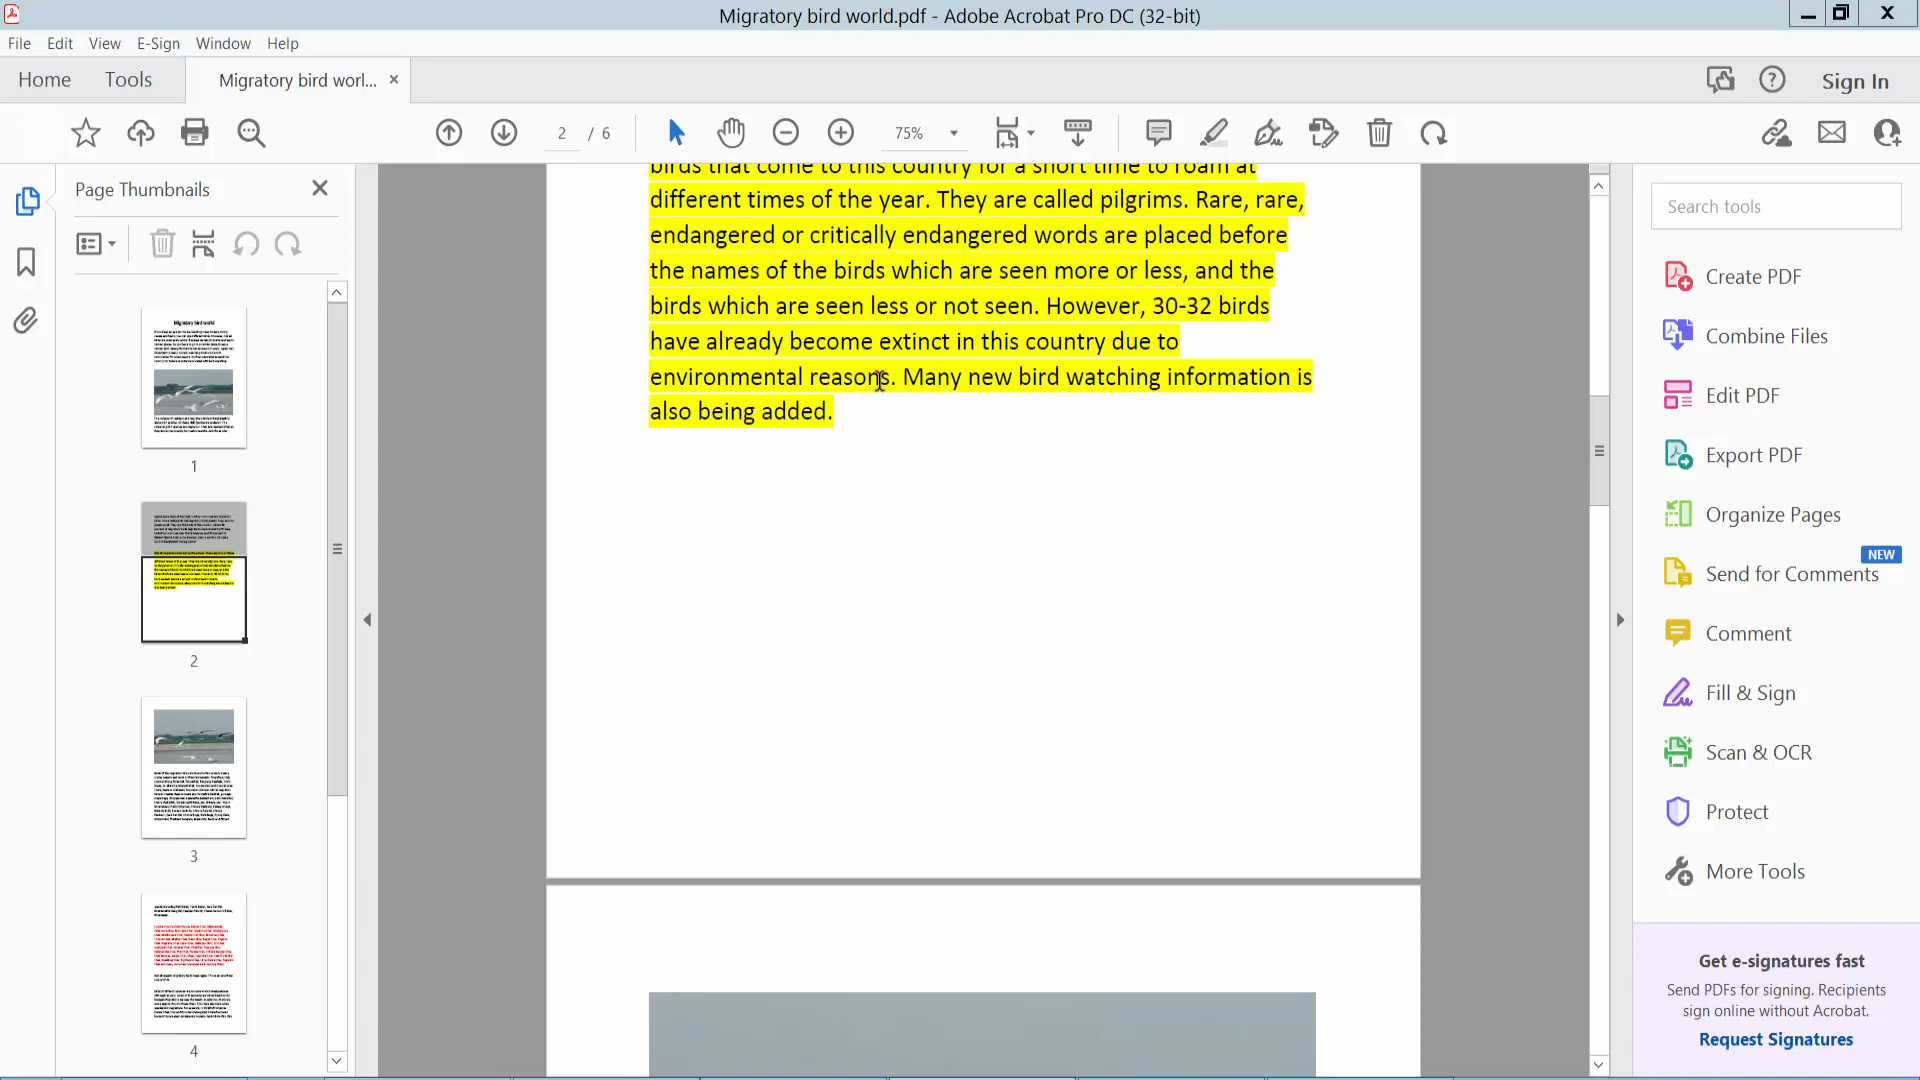 Migratory bird world.pdf - Adobe Acrobat Pro DC (32-bit)
File Edit View E-Sign Window Help
Home Tools Migratory bird worl... Sign In
2 / 6 75%
Page Thumbnails
Migratory bird world
1
2
3
4
birds that come to this country for a short time to roam at
different times of the year. They are called pilgrims. Rare, rare,
endangered or critically endangered words are placed before
the names of the birds which are seen more or less, and the
birds which are seen less or not seen. However, 30-32 birds
have already become extinct in this country due to
environmental reasons. Many new bird watching information is
also being added.
Search tools
Create PDF
Combine Files
Edit PDF
Export PDF
Organize Pages
NEW
Send for Comments
Comment
Fill & Sign
Scan & OCR
Protect
More Tools
Get e-signatures fast
Send PDFs for signing. Recipients
sign online without Acrobat.
Request Signatures